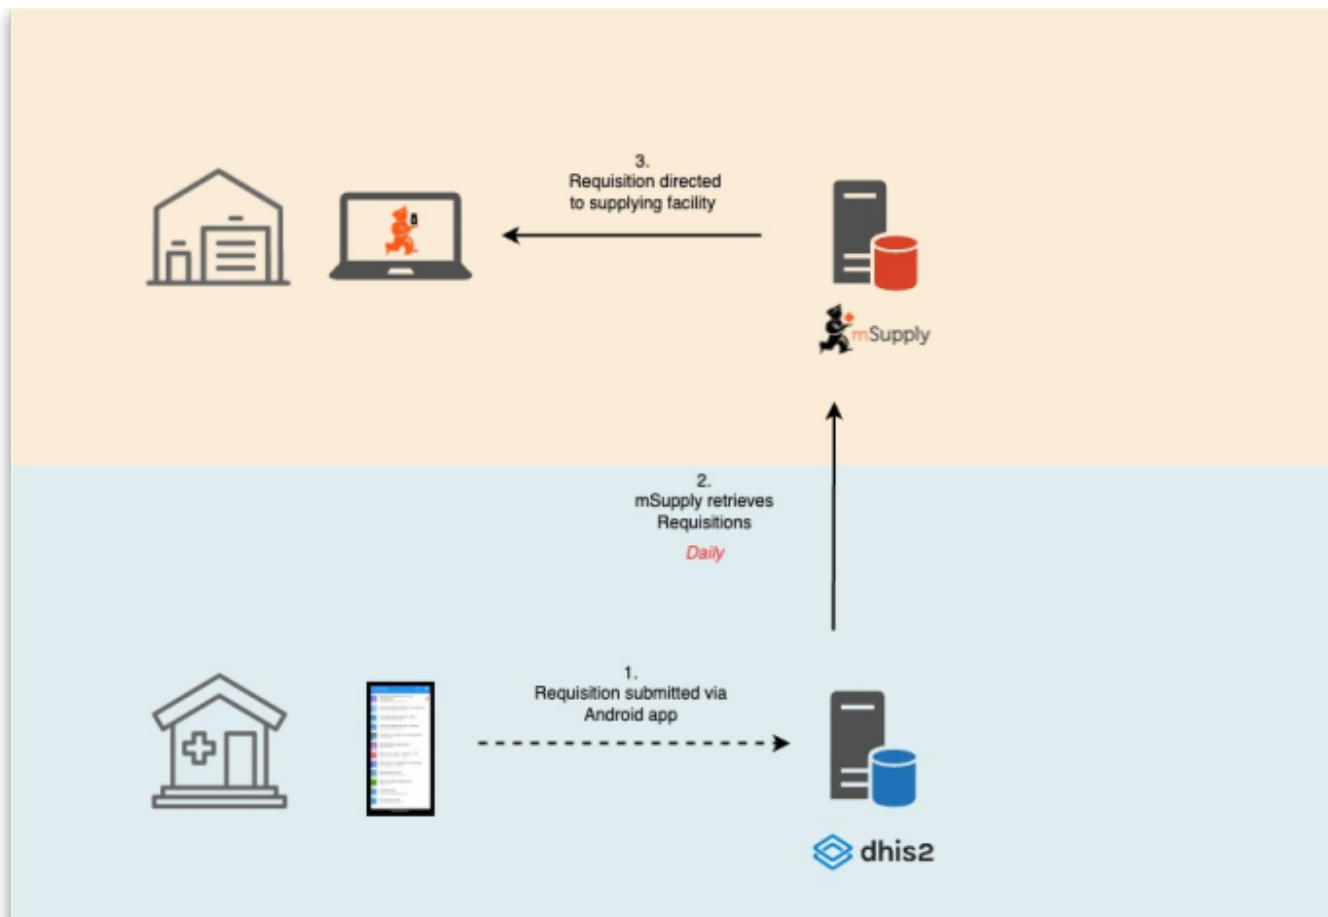 3.
Requisition directed
to supplying facility
mSupply
2.
mSupply retrieves
Requisitions
Daily
1.
Requisition submitted via
Android app
dhis2